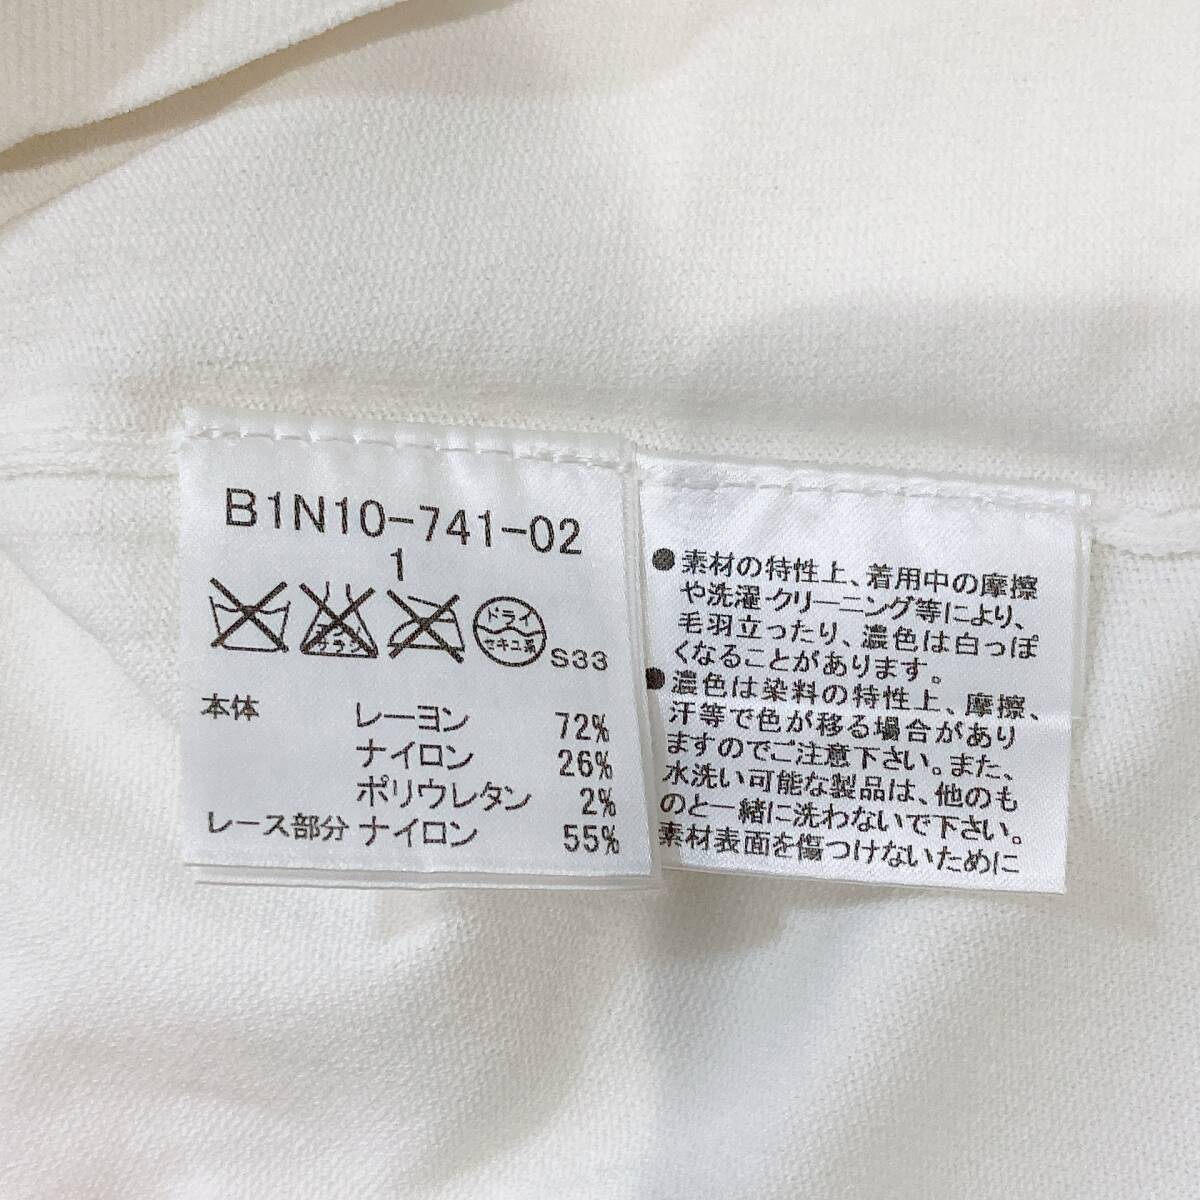 B1N10-741-02
1
エンソ
サラシ
ドライ
セキユ系
S33
本体 レーヨン 72%
ナイロン 26%
ポリウレタン 2%
レース部分 ナイロン 55%
●素材の特性上、着用中の摩擦
や洗濯・クリーニング等により、
毛羽立ったり、濃色は白っぽ
くなることがあります。
●濃色は染料の特性上、摩擦、
汗等で色が移る場合があり
ますのでご注意下さい。また、
水洗い可能な製品は、他のも
のと一緒に洗わないで下さい。
素材表面を傷つけないために